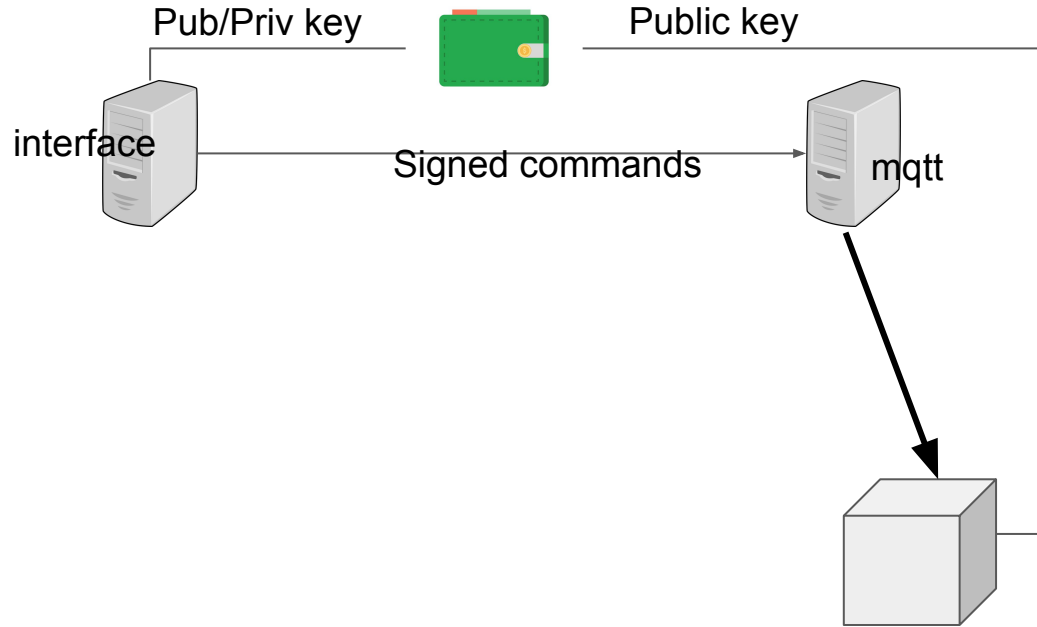 Pub/Priv key
Public key
interface
Signed commands
mqtt